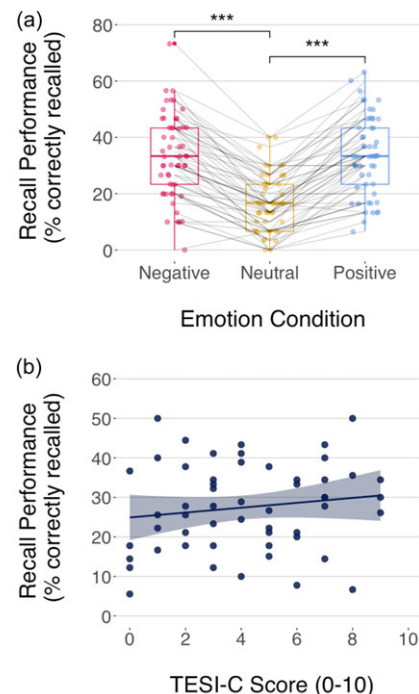 (a)
***
***
80
60
40
20
0
Recall Performance
(% correctly recalled)
Negative Neutral Positive
Emotion Condition
(b)
60
50
40
30
20
10
0
Recall Performance
(% correctly recalled)
0 2 4 6 8 10
TESI-C Score (0-10)